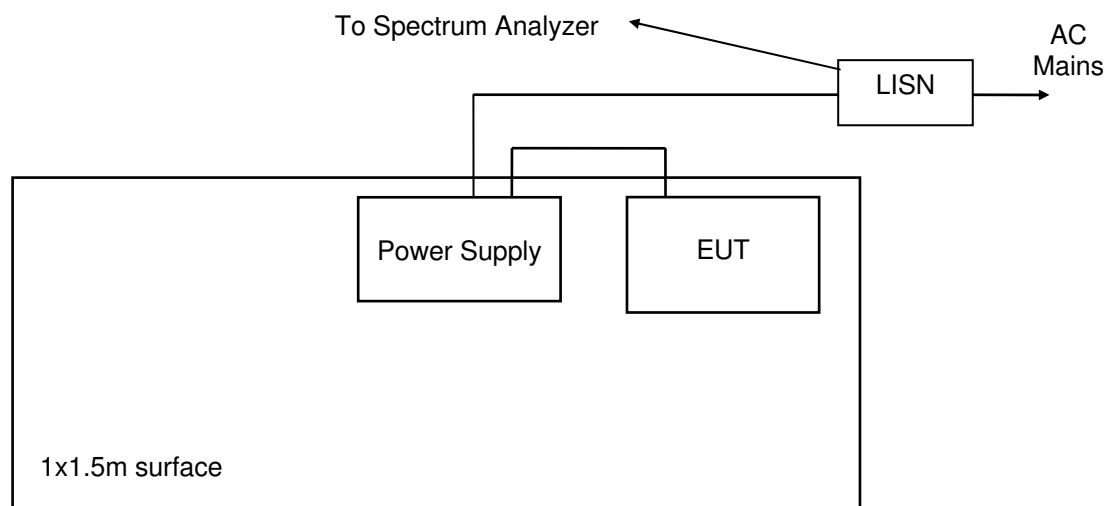 To Spectrum Analyzer
AC
Mains
LISN
Power Supply
EUT
1x1.5m surface